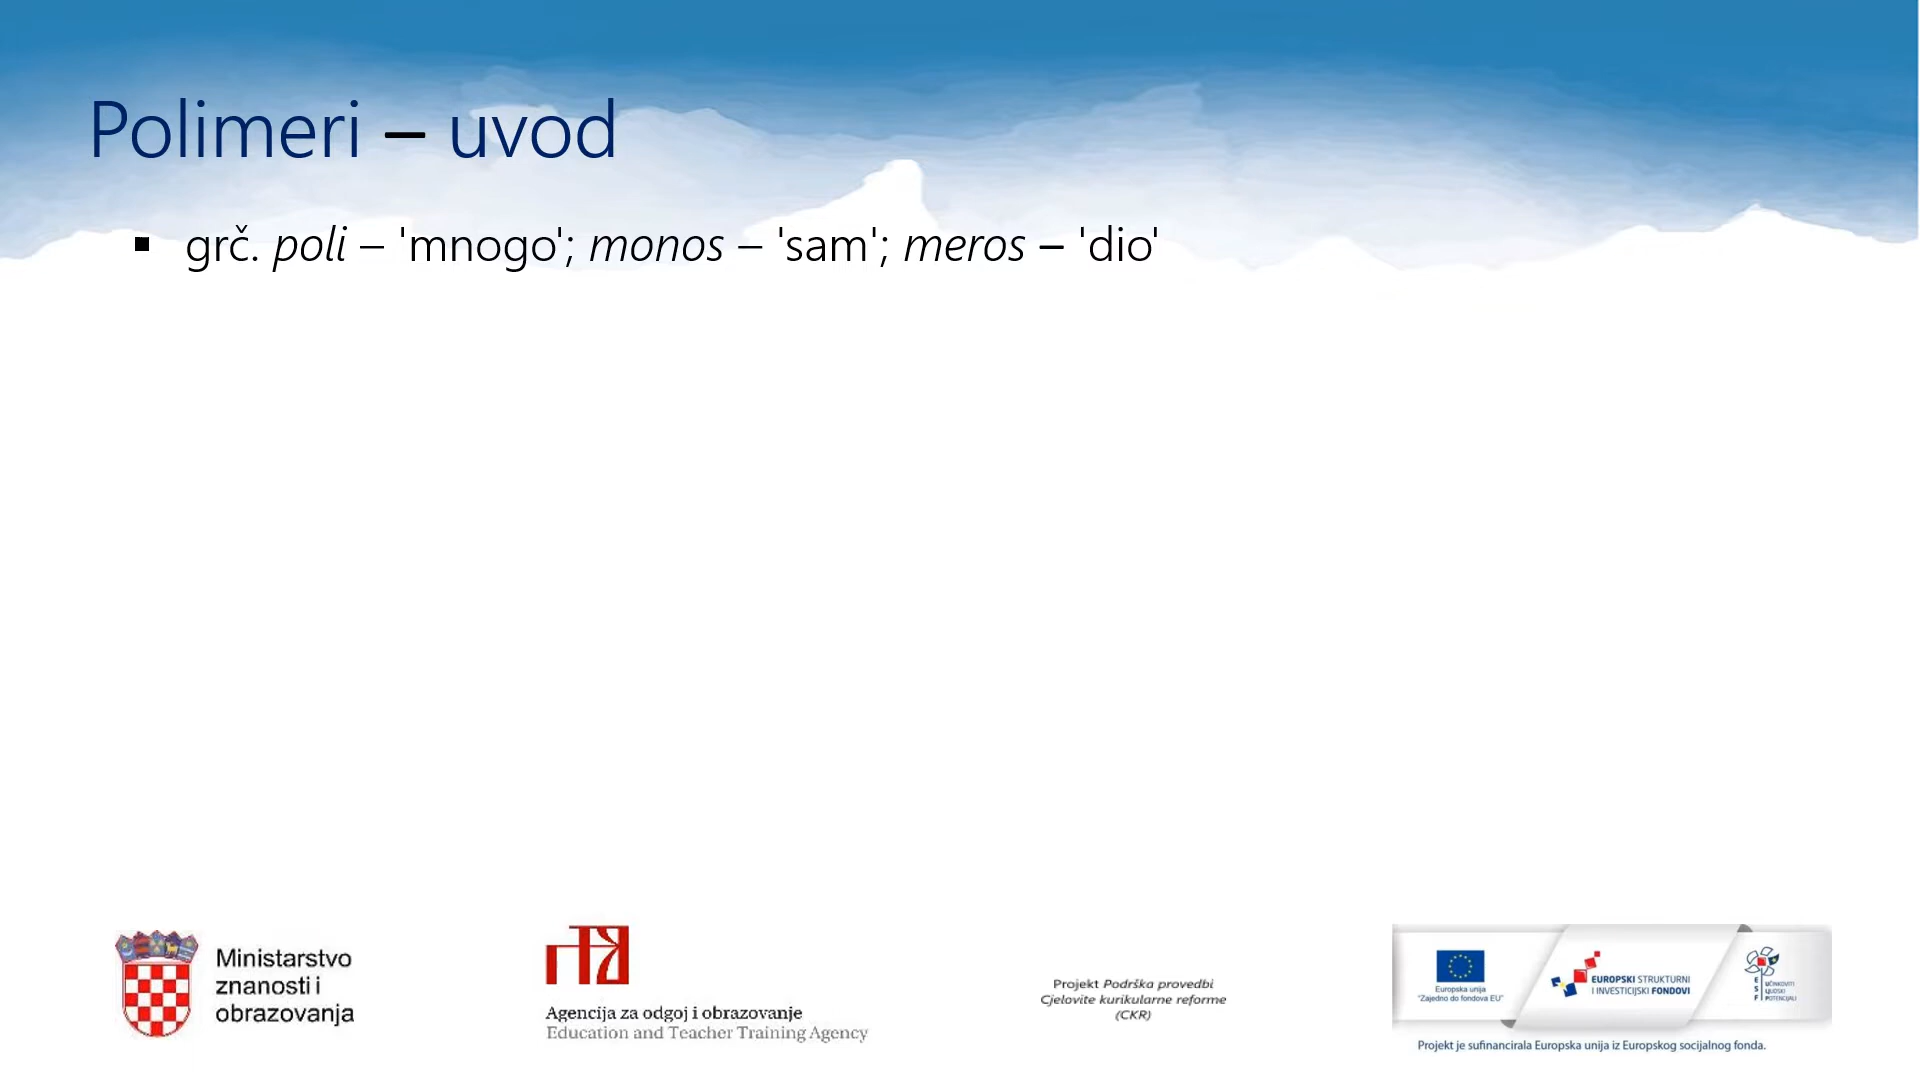 Polimeri – uvod
▪ grč. poli – 'mnogo'; monos – 'sam'; meros – 'dio'
Ministarstvo
znanosti i
obrazovanja
Agencija za odgoj i obrazovanje
Education and Teacher Training Agency
Projekt Podrška provedbi
Cjelovite kurikularne reforme
(CKR)
Europska unija
"Zajedno do fondova EU"
EUROPSKI STRUKTURNI
I INVESTICIJSKI FONDOVI
ESF
UČINKOVITI
LJUDSKI
POTENCIJALI
Projekt je sufinancirala Europska unija iz Europskog socijalnog fonda.